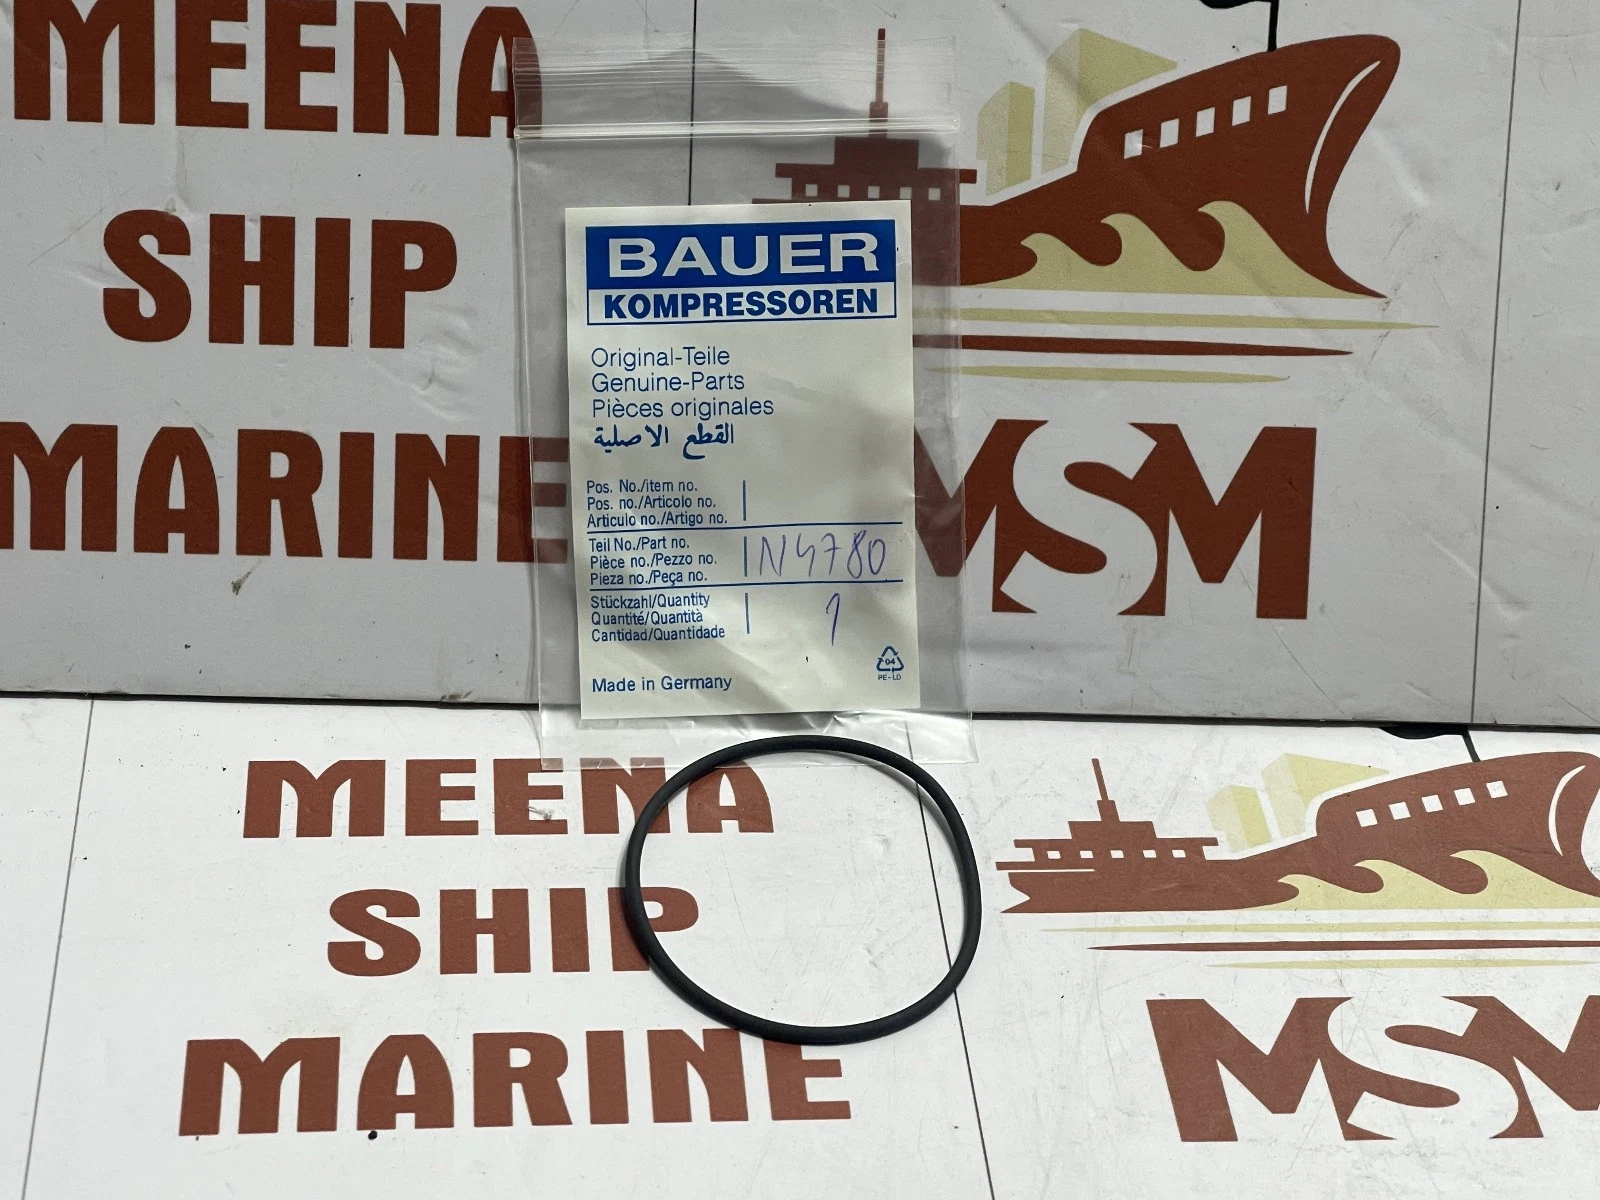 MEENA
SHIP
MARINE
MSM
BAUER
KOMPRESSOREN
Original-Teile
Genuine-Parts
Pièces originales
القطع الاصلية
Pos. No./item no.
Pos. no./Articolo no.
Articulo no./Artigo no.
Teil No./Part no.
Pièce no./Pezzo no.
Pieza no./Peça no.
N4780
Stückzahl/Quantity
Quantité/Quantità
Cantidad/Quantidade
1
04
PE-LD
Made in Germany
MEENA
SHIP
MARINE
MSM